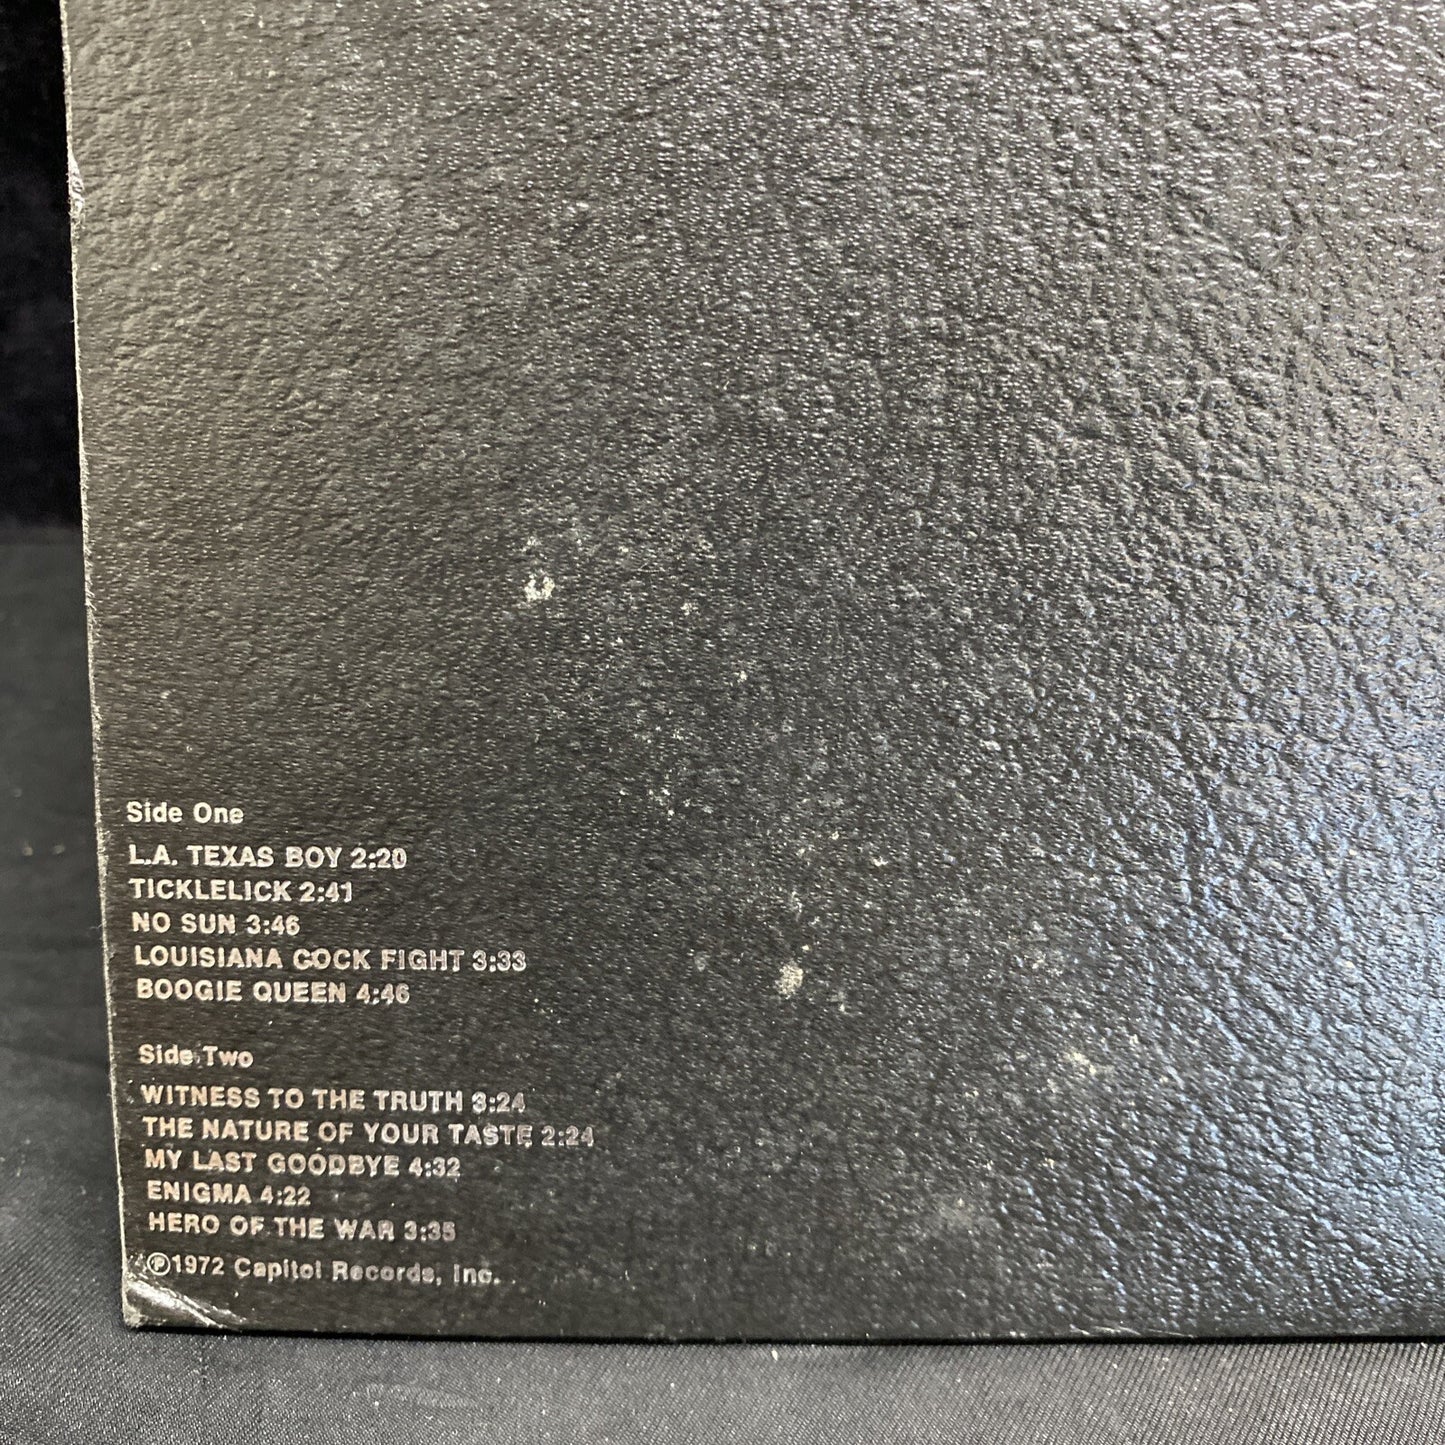 Side One
L.A. TEXAS BOY 2:20
TICKLELICK 2:41
NO SUN 3:46
LOUISIANA COCK FIGHT 3:33
BOOGIE QUEEN 4:46
Side Two
WITNESS TO THE TRUTH 3:24
THE NATURE OF YOUR TASTE 2:24
MY LAST GOODBYE 4:32
ENIGMA 4:22
HERO OF THE WAR 3:35
℗1972 Capitol Records, Inc.